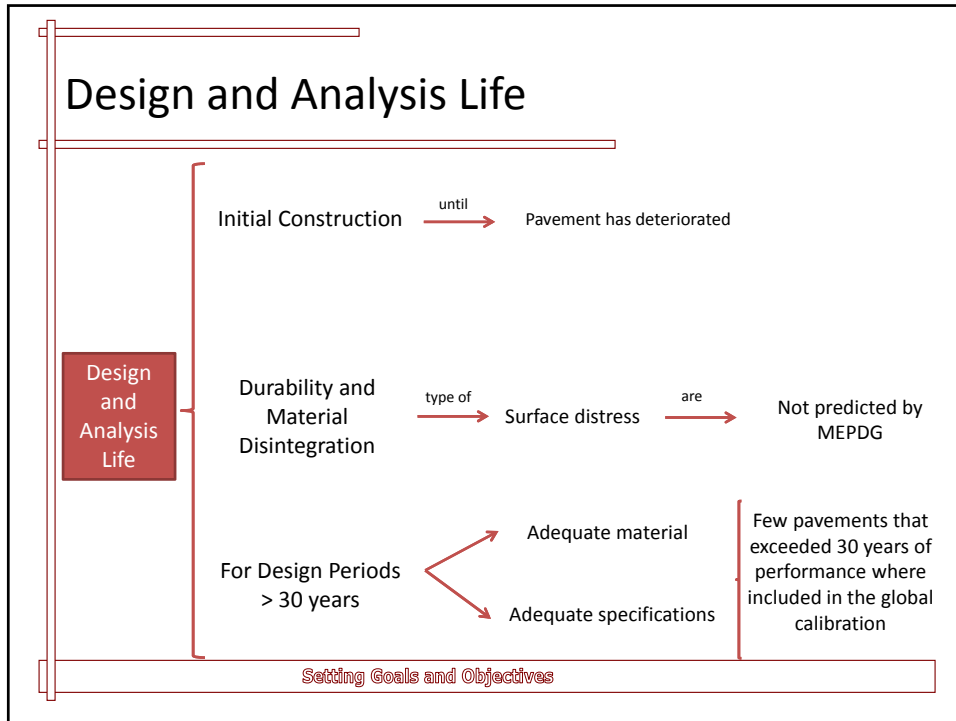 Design and Analysis Life
until
Initial Construction
Pavement has deteriorated
Design
and
Analysis
Life
Durability and
Material
Disintegration
type of
Surface distress
are
Not predicted by
MEPDG
For Design Periods
> 30 years
Adequate material
Adequate specifications
Few pavements that
exceeded 30 years of
performance where
included in the global
calibration
Setting Goals and Objectives